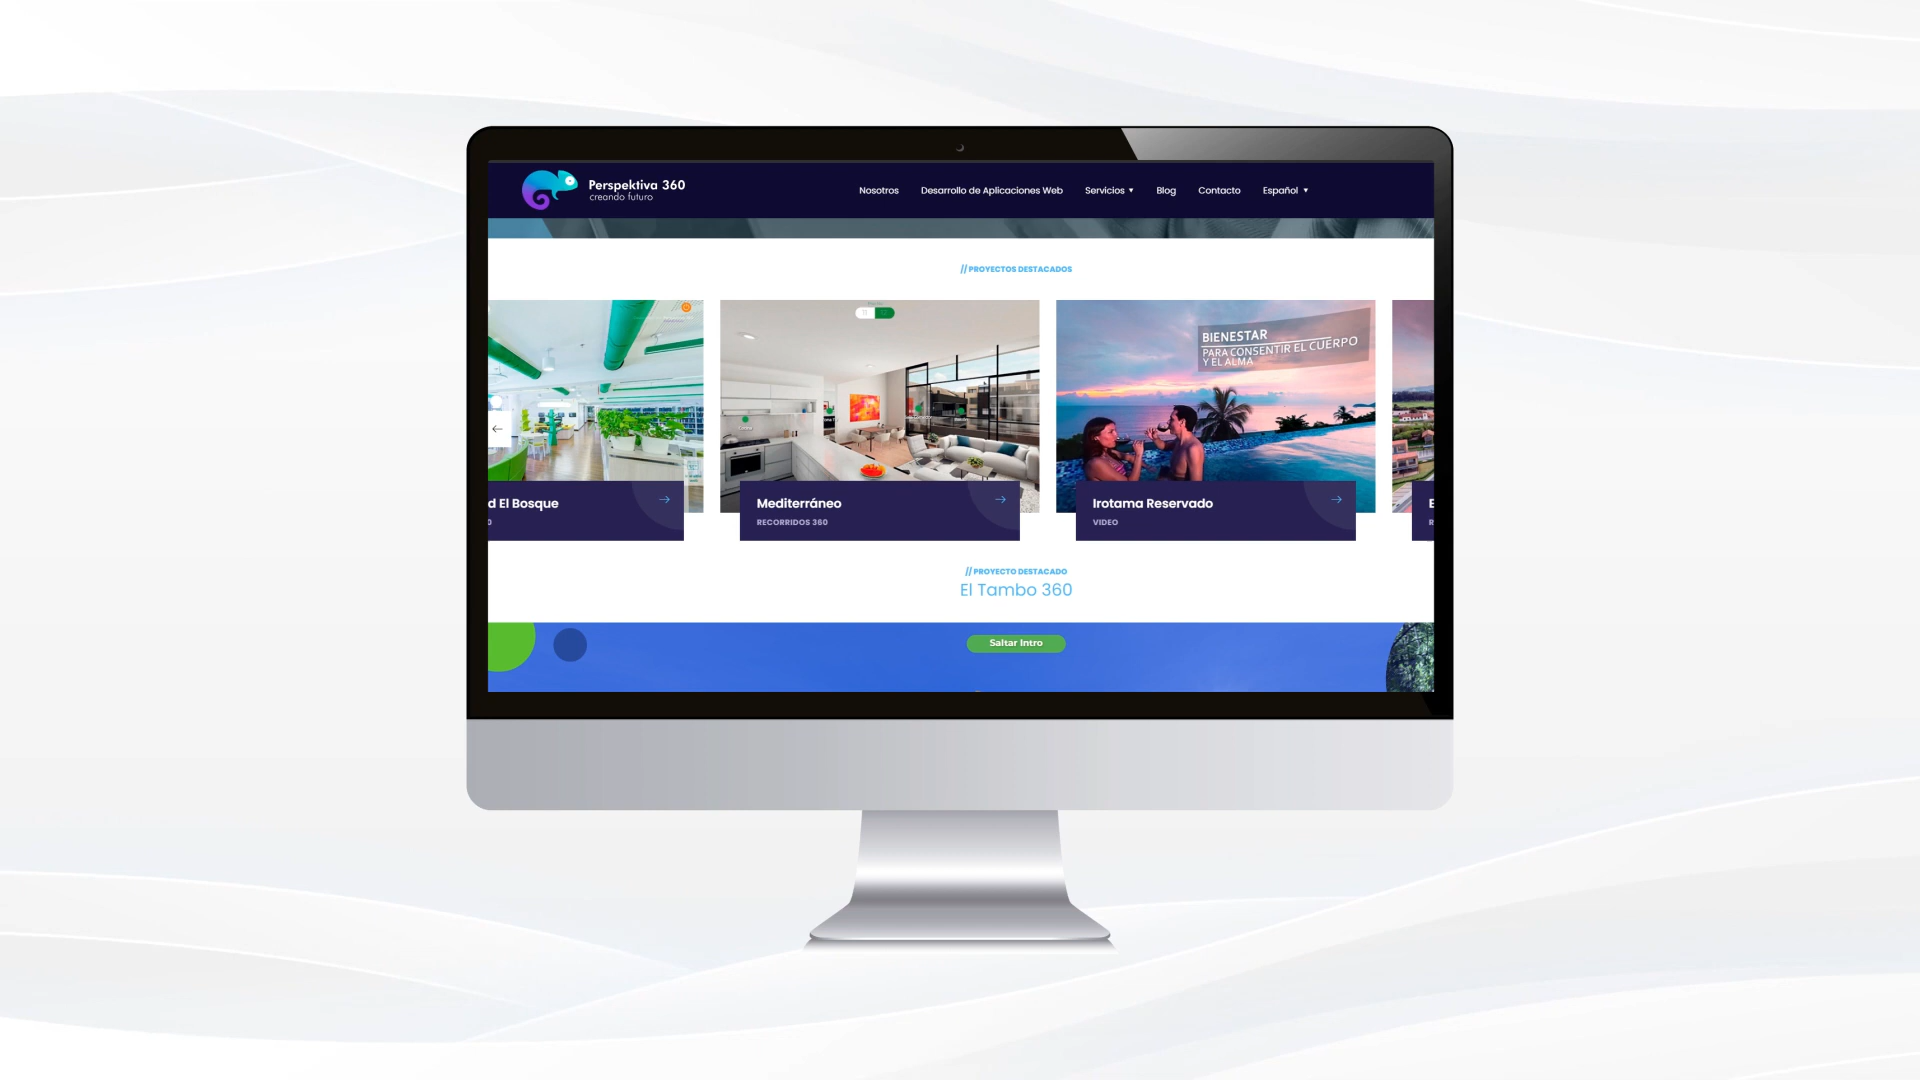 Perspektiva 360
creando futuro
Nosotros
Desarrollo de Aplicaciones Web
Servicios ▼
Blog
Contacto
Español ▼
// PROYECTOS DESTACADOS
BIENESTAR
PARA CONSENTIR EL CUERPO
Y EL ALMA
d El Bosque
0
Mediterráneo
RECORRIDOS 360
Irotama Reservado
VIDEO
E
R
// PROYECTO DESTACADO
El Tambo 360
Saltar Intro